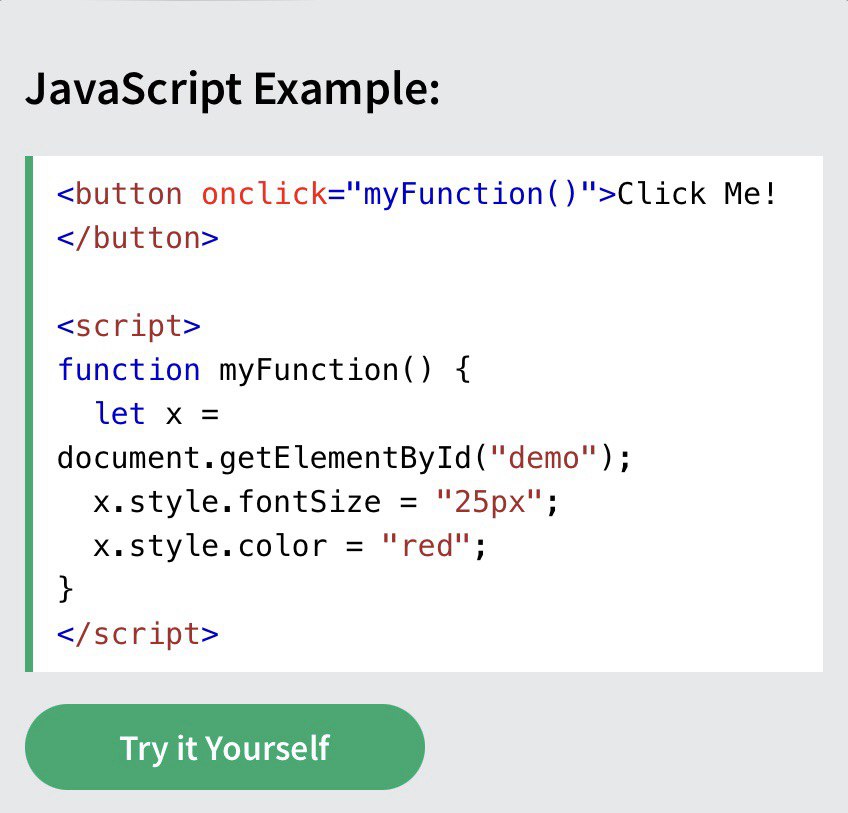 JavaScript Example:
<button onclick="myFunction()">Click Me!
</button>
<script>
function myFunction() {
  let x =
document.getElementById("demo");
  x.style.fontSize = "25px";
  x.style.color = "red";
}
</script>
Try it Yourself